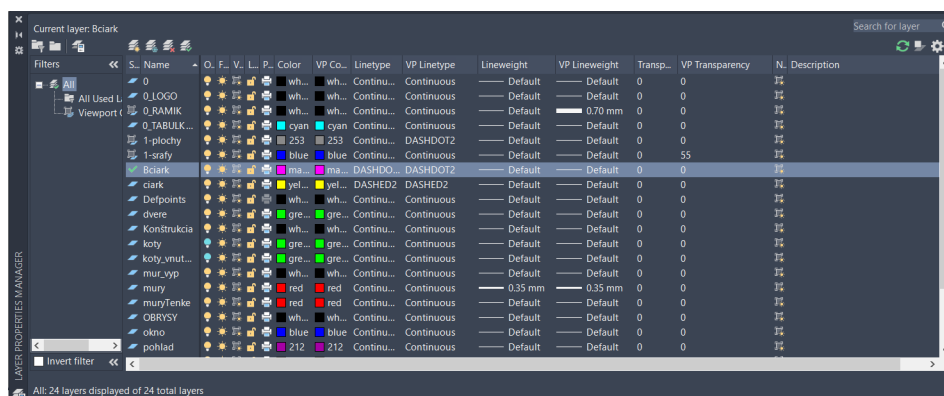 Current layer: Bciark
Search for layer
Filters S.. Name O.. F.. V.. L... P... Color VP Co... Linetype VP Linetype Lineweight VP Lineweight Transp... VP Transparency N.. Description
All
All Used L
Viewport (
0 wh... wh... Continu... Continuous Default Default 0 0
0_LOGO wh... wh... Continu... Continuous Default Default 0 0
0_RAMIK wh... wh... Continu... Continuous Default 0.70 mm 0 0
0_TABULK... cyan cyan Continu... Continuous Default Default 0 0
1-plochy 253 253 Continu... DASHDOT2 Default Default 0 0
1-srafy blue blue Continu... Continuous Default Default 0 55
Bciark ma... ma... DASHDO... DASHDOT2 Default Default 0 0
ciark yel... yel... DASHED2 DASHED2 Default Default 0 0
Defpoints wh... wh... Continu... Continuous Default Default 0 0
dvere gre... gre... Continu... Continuous Default Default 0 0
Konštrukcia wh... wh... Continu... Continuous Default Default 0 0
koty gre... gre... Continu... Continuous Default Default 0 0
koty_vnut... gre... gre... Continu... Continuous Default Default 0 0
mur_vyp wh... wh... Continu... Continuous Default Default 0 0
mury red red Continu... Continuous 0.35 mm 0.35 mm 0 0
muryTenke red red Continu... Continuous Default Default 0 0
OBRYSY wh... wh... Continu... Continuous Default Default 0 0
okno blue blue Continu... Continuous Default Default 0 0
pohlad 212 212 Continu... Continuous Default Default 0 0
Invert filter
All: 24 layers displayed of 24 total layers
LAYER PROPERTIES MANAGER